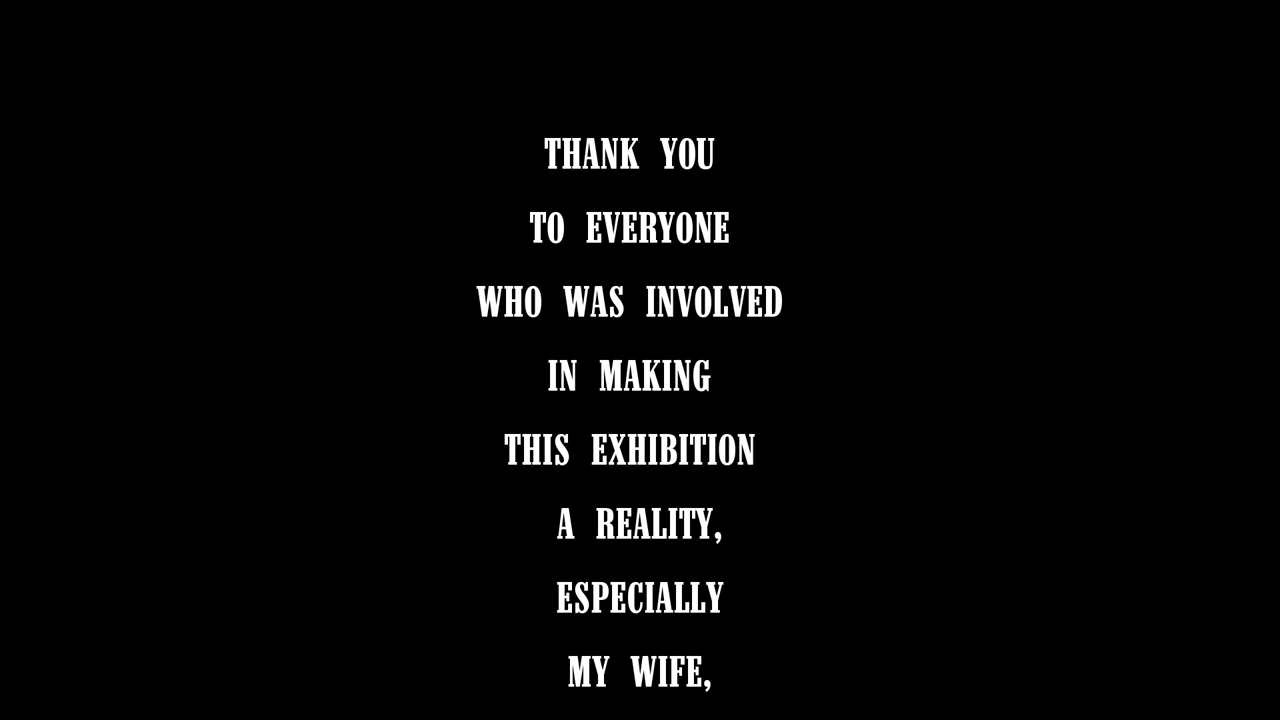 THANK YOU
TO EVERYONE
WHO WAS INVOLVED
IN MAKING
THIS EXHIBITION
A REALITY,
ESPECIALLY
MY WIFE,